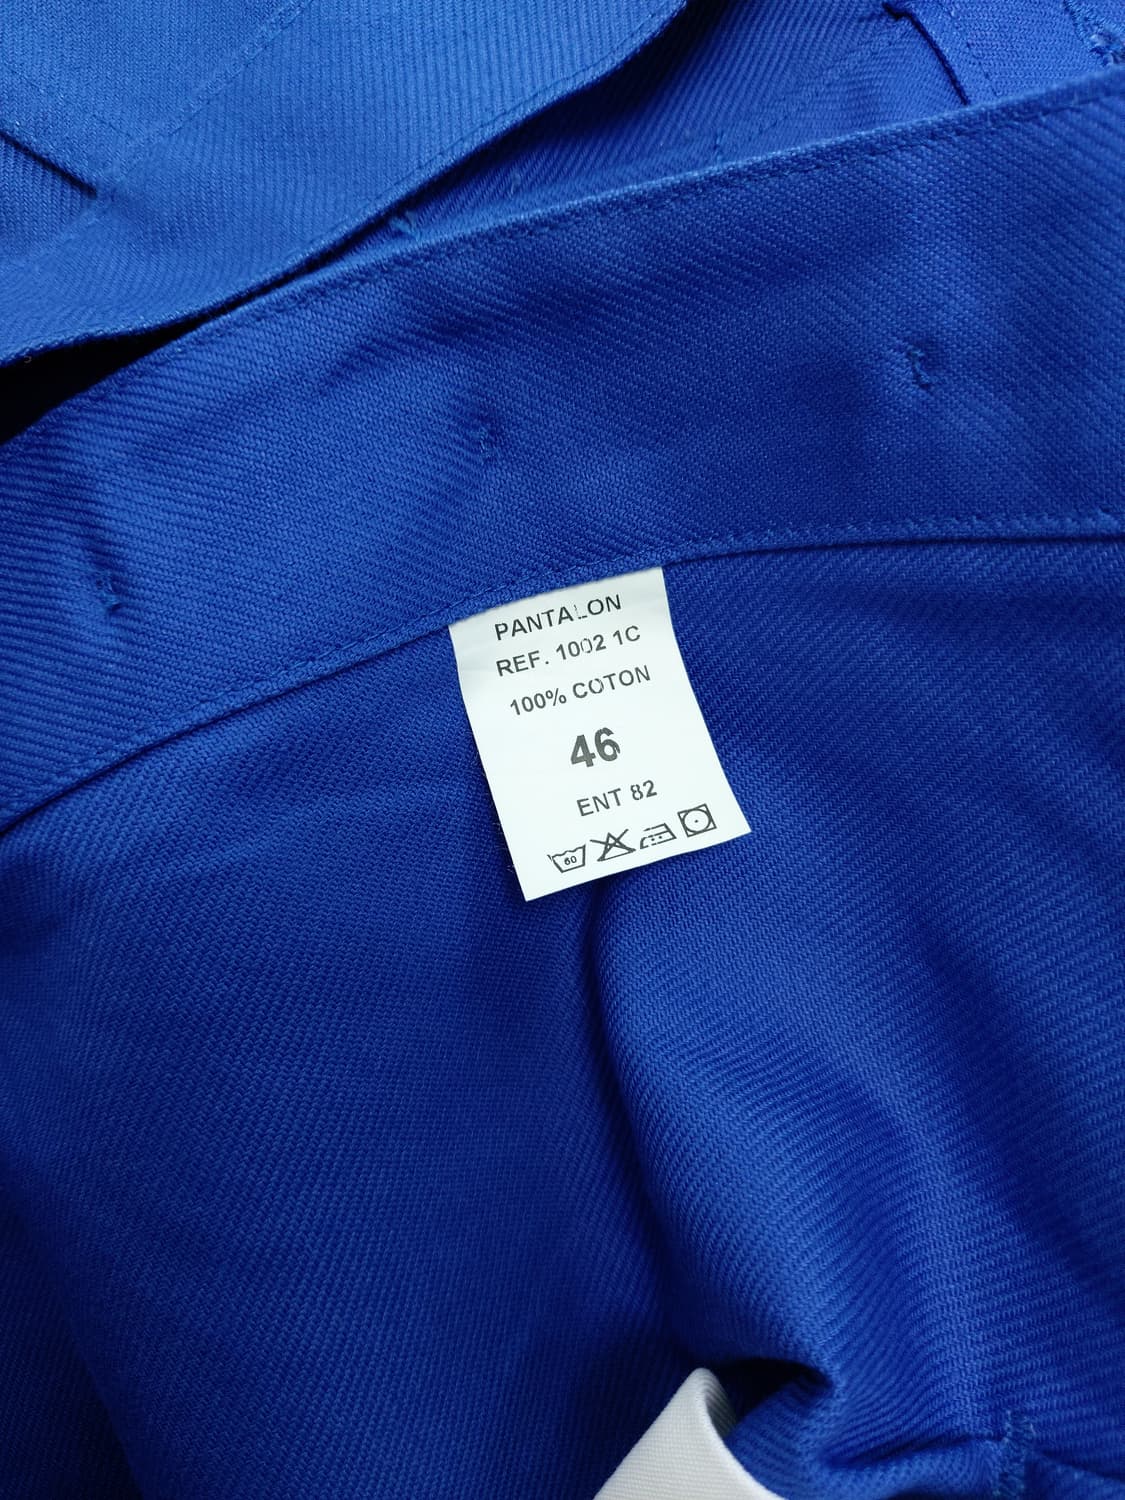 PANTALON
REF. 1002 1C
100% COTON
46
ENT 82
60